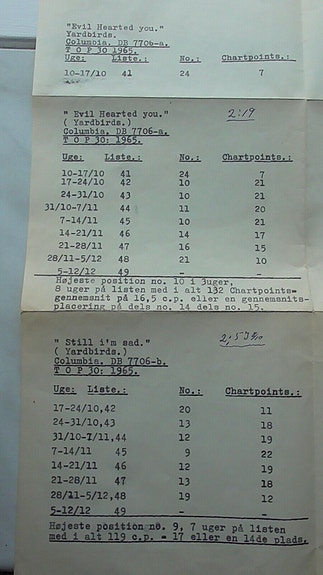 "Evil Hearted you."
Yardbirds.
Columbia. DB 7706-a.
T O P 30 1965.
Uge: Liste.: No.: Chartpoints.:
10-17/10 41 24 7
" Evil Hearted you." 2:19
( Yardbirds.)
Columbia. DB 7706-a.
T O P 30: 1965.
Uge: Liste.: No.: Chartpoints.:
10-17/10 41 24 7
17-24/10 42 10 21
24-31/10 43 10 21
31/10-7/11 44 11 20
7-14/11 45 10 21
14-21/11 46 14 17
21-28/11 47 16 15
28/11-5/12 48 21 10
5-12/12 49 - -
Højeste position no. 10 i 3uger.
8 uger på listen med i alt 132 Chartpoints=
gennemsnit på 16,5 c.p. eller en gennemsnits-
placering på dels no. 14 dels no. 15.
" Still i'm sad."
( Yardbirds.)
Columbia. DB 7706-b.
T O P 30: 1965.
Uge: Liste.: No.: Chartpoints.:
17-24/10,42 20 11
24-31/10,43 13 18
31/10-7/11,44 12 19
7-14/11 45 9 22
14-21/11 46 12 19
21-28/11 47 13 18
28/11-5/12,48 19 12
5-12/12 49 - -
Højeste position nø. 9, 7 uger på listen
med i alt 119 c.p. = 17 eller en 14de plads.